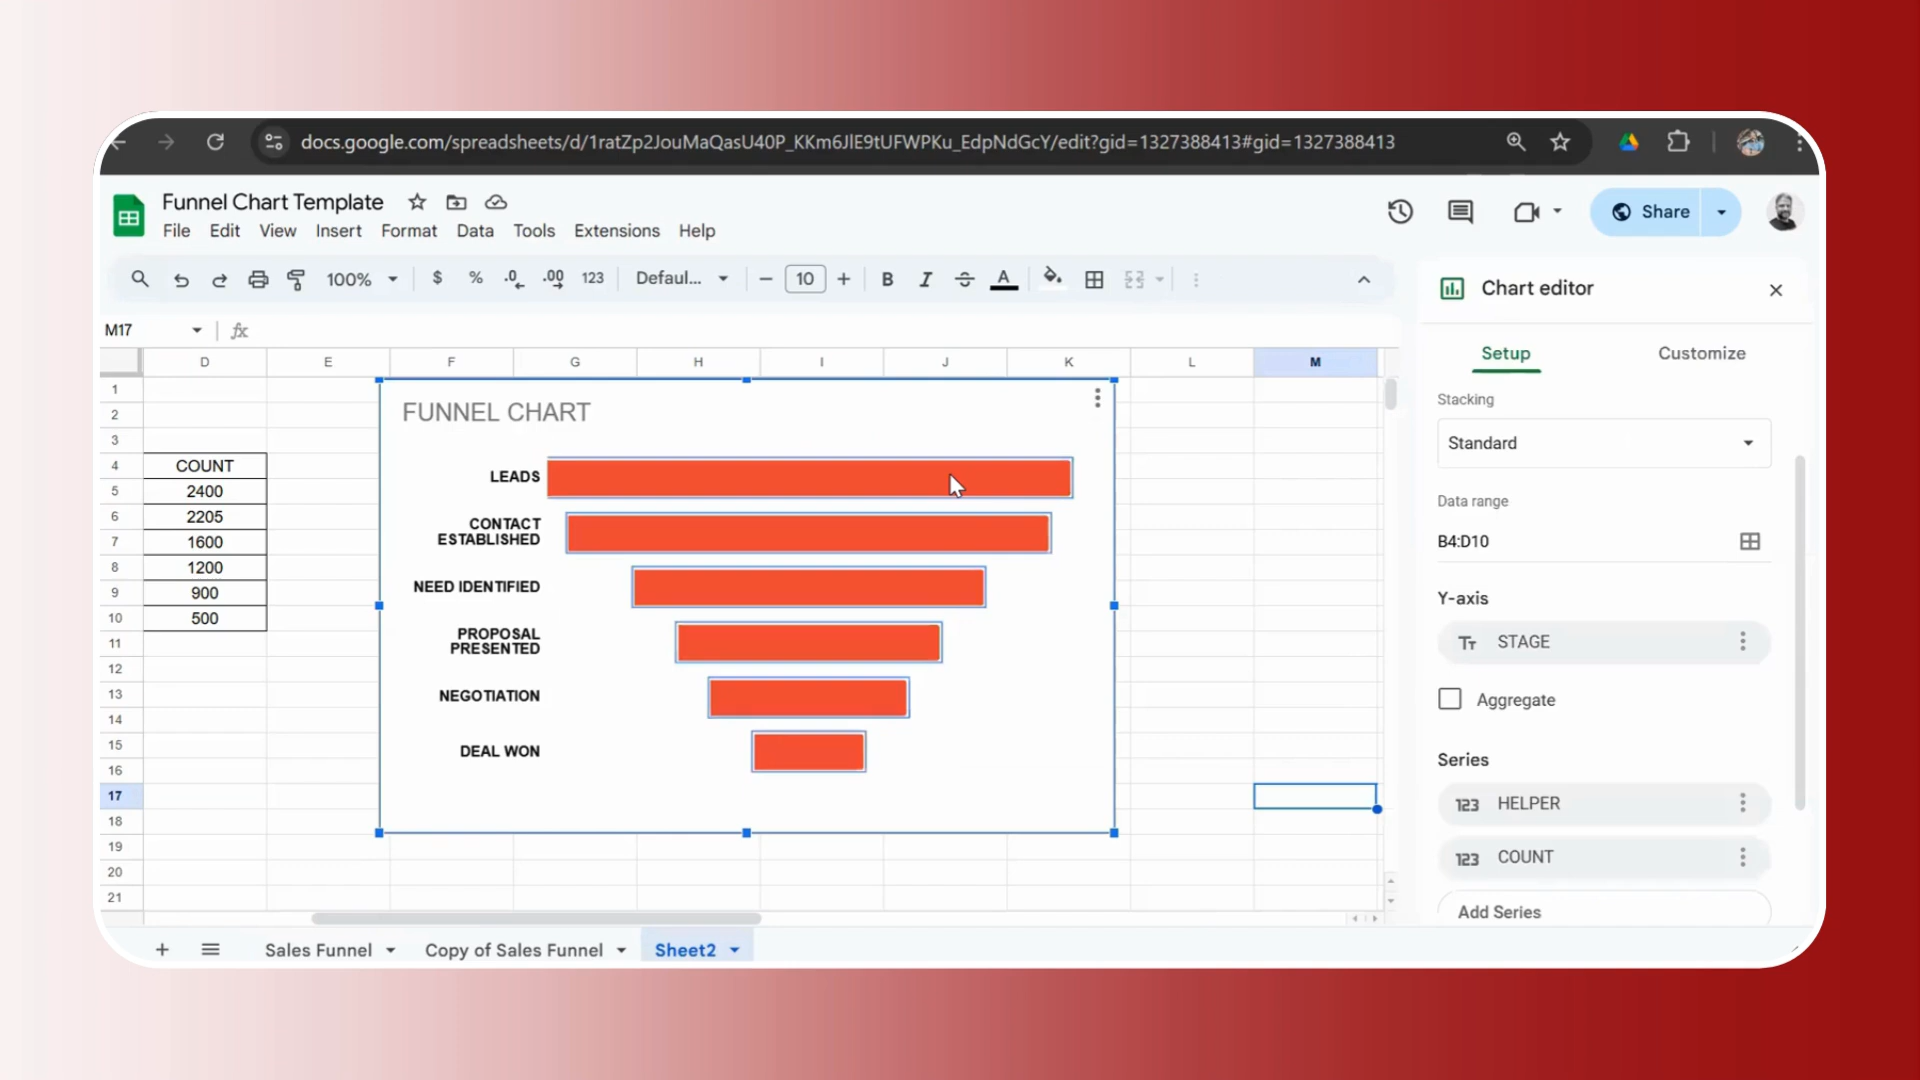 docs.google.com/spreadsheets/d/1ratZp2JouMaQasU40P_KKm6JlE9tUFWPKu_EdpNdGcY/edit?gid=1327388413#gid=1327388413
Funnel Chart Template
Share
File Edit View Insert Format Data Tools Extensions Help
100% $ % .0 .00 123 Defaul... − 10 + B I S A
Chart editor
M17 fx
Setup Customize
D E F G H I J K L M
1
2
3
4 COUNT
5 2400
6 2205
7 1600
8 1200
9 900
10 500
11
12
13
14
15
16
17
18
19
20
21
FUNNEL CHART
LEADS
CONTACT
ESTABLISHED
NEED IDENTIFIED
PROPOSAL
PRESENTED
NEGOTIATION
DEAL WON
Stacking
Standard
Data range
B4:D10
Y-axis
Tт STAGE
Aggregate
Series
123 HELPER
123 COUNT
Add Series
+ Sales Funnel Copy of Sales Funnel Sheet2